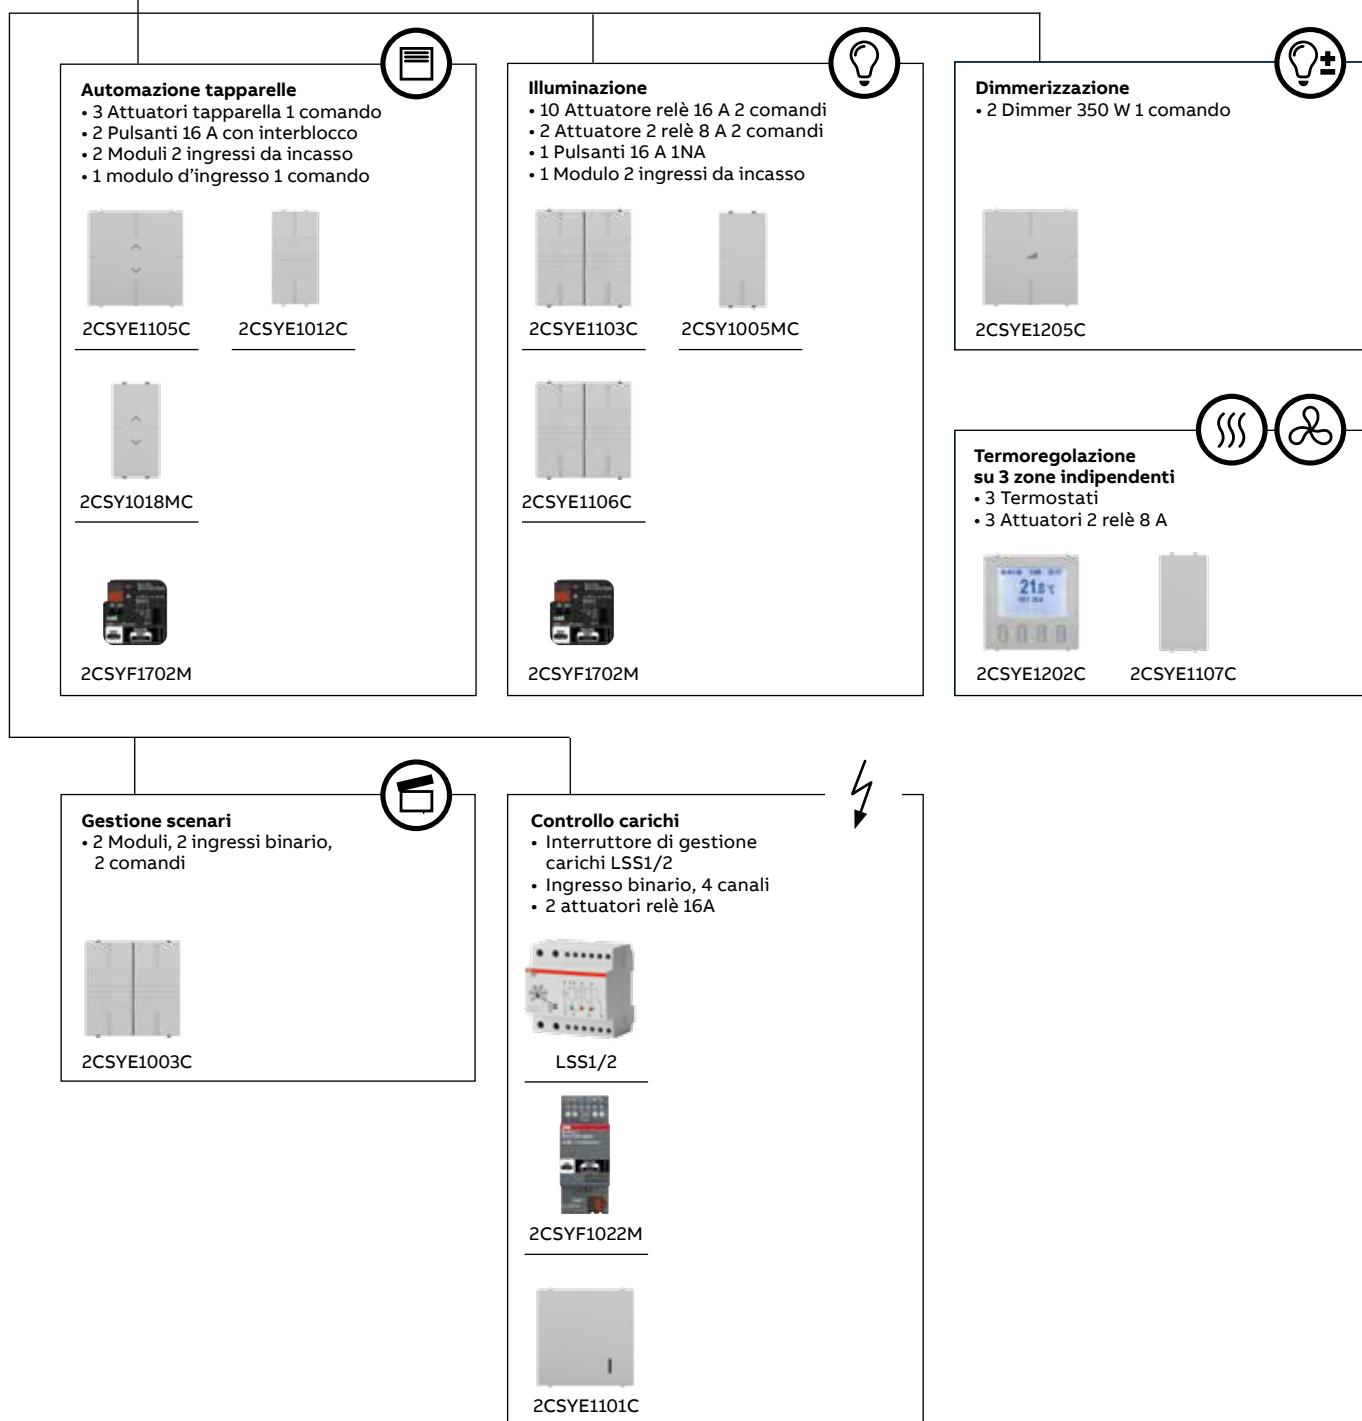 Automazione tapparelle
• 3 Attuatori tapparella 1 comando
• 2 Pulsanti 16 A con interblocco
• 2 Moduli 2 ingressi da incasso
• 1 modulo d'ingresso 1 comando
2CSYE1105C
2CSYE1012C
2CSY1018MC
2CSYF1702M
Illuminazione
• 10 Attuatore relè 16 A 2 comandi
• 2 Attuatore 2 relè 8 A 2 comandi
• 1 Pulsanti 16 A 1NA
• 1 Modulo 2 ingressi da incasso
2CSYE1103C
2CSY1005MC
2CSYE1106C
2CSYF1702M
Dimmerizzazione
• 2 Dimmer 350 W 1 comando
2CSYE1205C
Termoregolazione
su 3 zone indipendenti
• 3 Termostati
• 3 Attuatori 2 relè 8 A
2CSYE1202C
2CSYE1107C
Gestione scenari
• 2 Moduli, 2 ingressi binario,
2 comandi
2CSYE1003C
Controllo carichi
• Interruttore di gestione
carichi LSS1/2
• Ingresso binario, 4 canali
• 2 attuatori relè 16A
LSS1/2
2CSYF1022M
2CSYE1101C